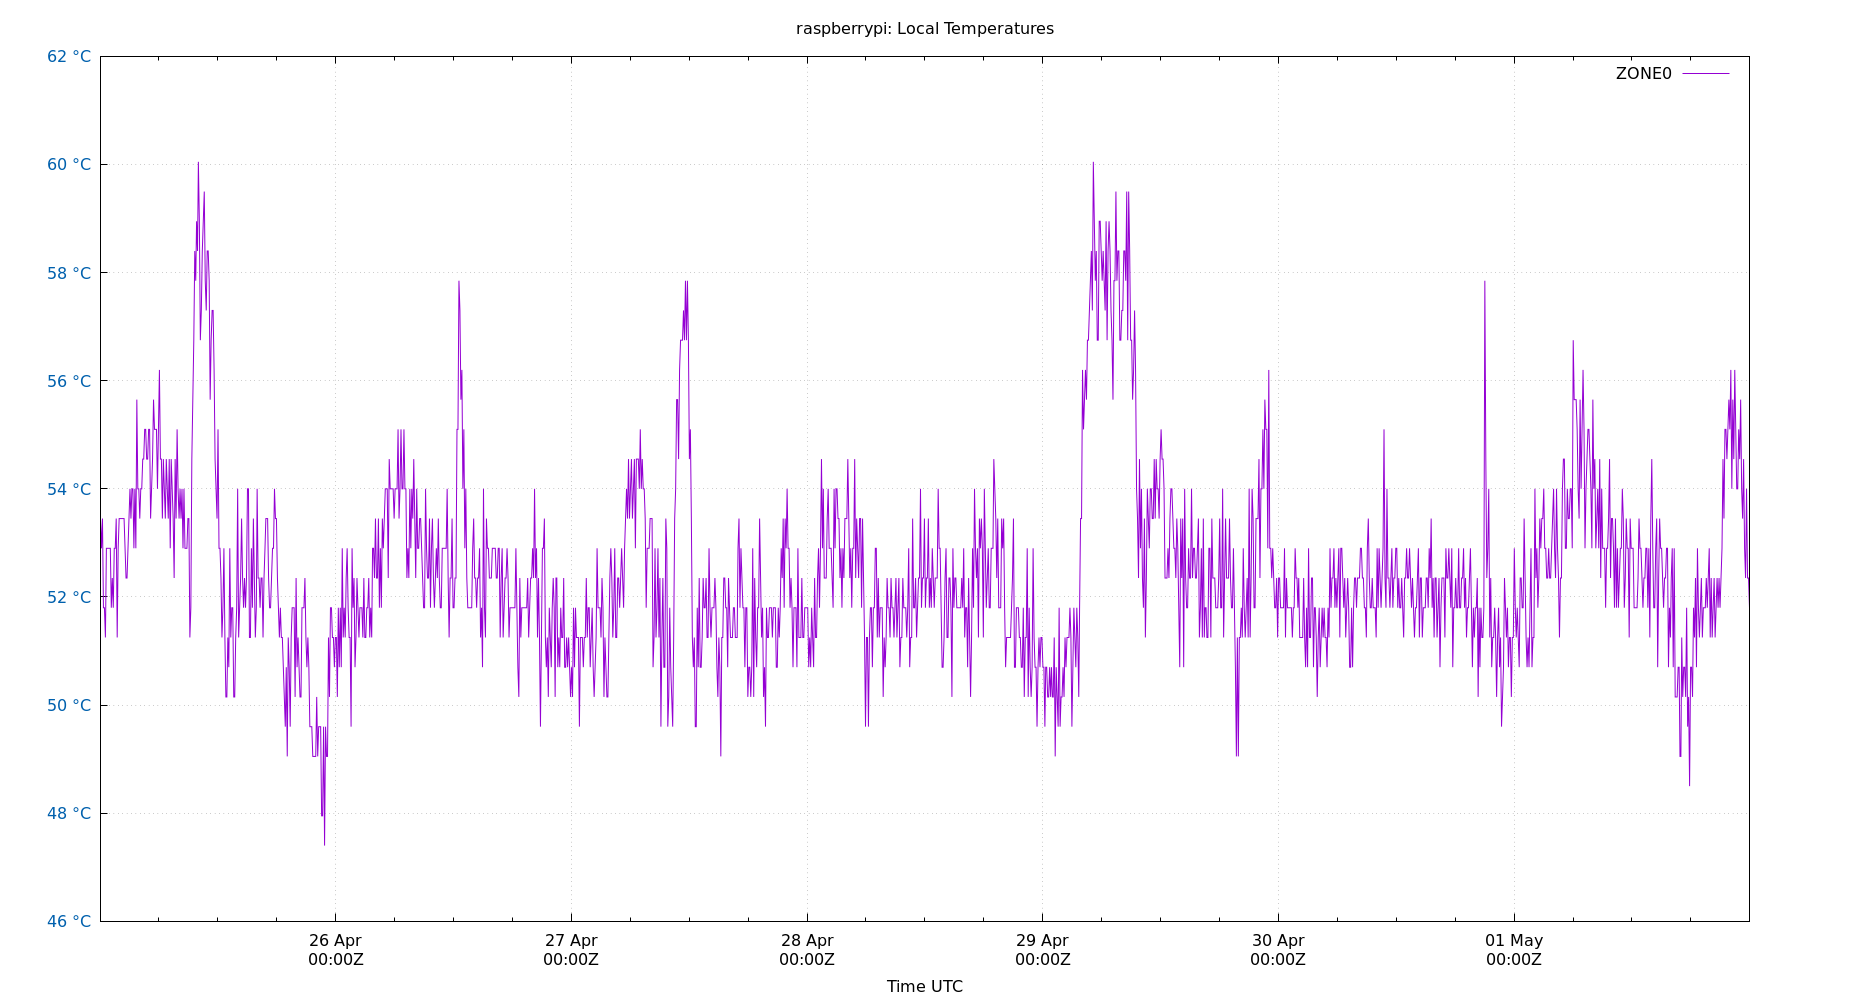 raspberrypi: Local Temperatures
62 °C
ZONE0
60 °C
58 °C
56 °C
54 °C
52 °C
50 °C
48 °C
46 °C
26 Apr 27 Apr 28 Apr 29 Apr 30 Apr 01 May
00:00Z 00:00Z 00:00Z 00:00Z 00:00Z 00:00Z
Time UTC